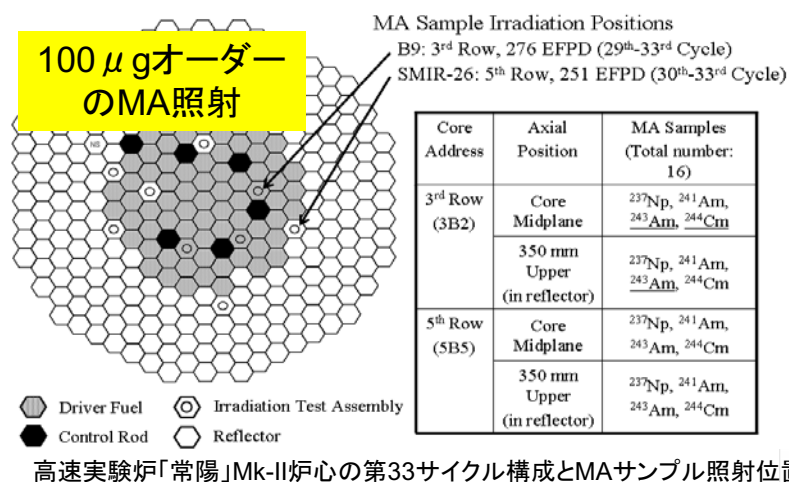 100μgオーダー
のMA照射
MA Sample Irradiation Positions
B9: 3rd Row, 276 EFPD (29th-33rd Cycle)
SMIR-26: 5th Row, 251 EFPD (30th-33rd Cycle)
NS
Core Address
Axial Position
MA Samples (Total number: 16)
3rd Row (3B2)
Core Midplane
237Np, 241Am,
243Am, 244Cm
350 mm Upper (in reflector)
237Np, 241Am,
243Am, 244Cm
5th Row (5B5)
Core Midplane
237Np, 241Am,
243Am, 244Cm
350 mm Upper (in reflector)
237Np, 241Am,
243Am, 244Cm
Driver Fuel
Irradiation Test Assembly
Control Rod
Reflector
高速実験炉「常陽」Mk-II炉心の第33サイクル構成とMAサンプル照射位置